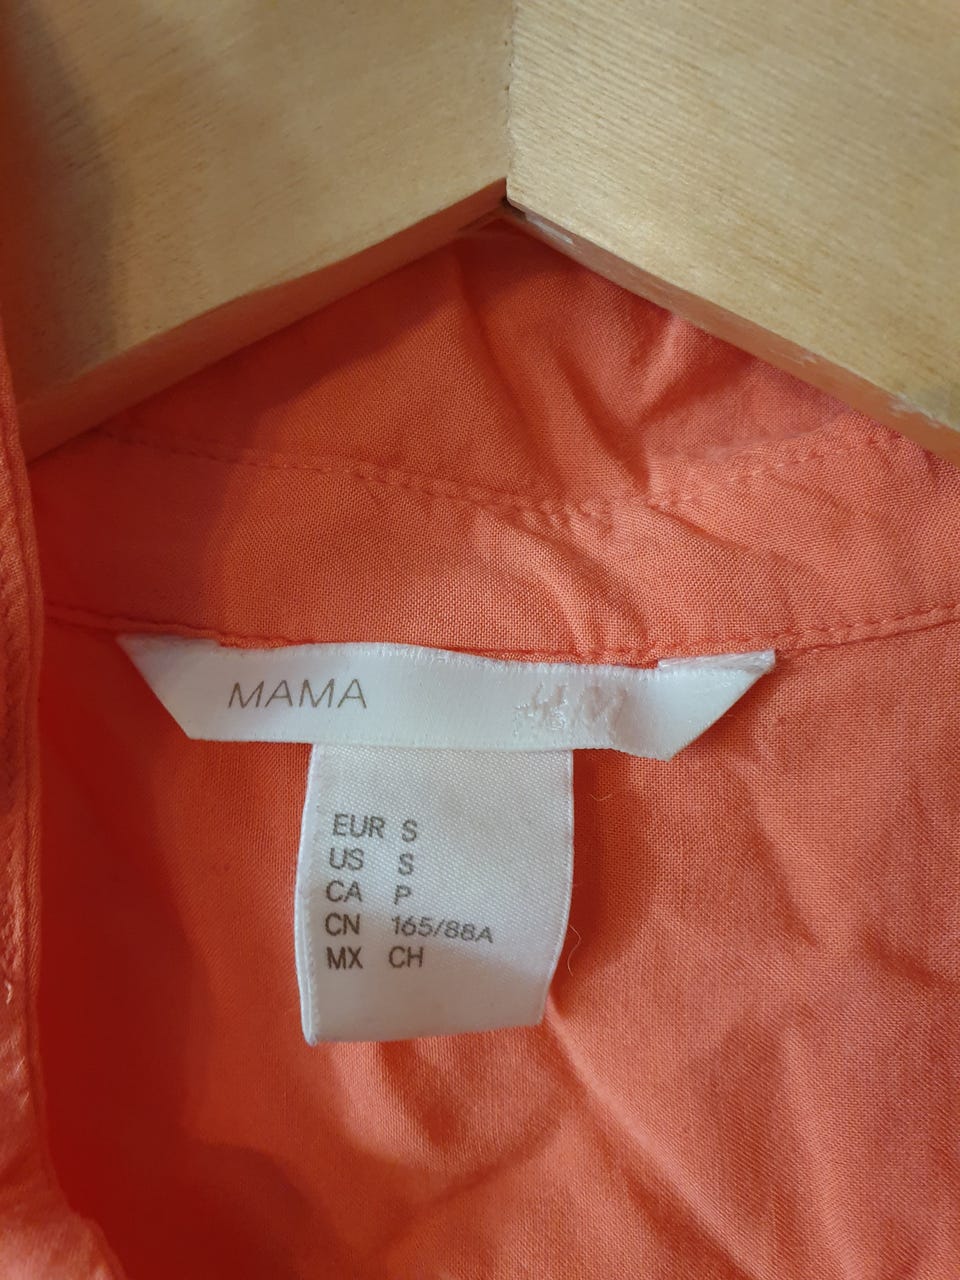 MAMA
EUR S
US S
CA P
CN 165/88A
MX CH